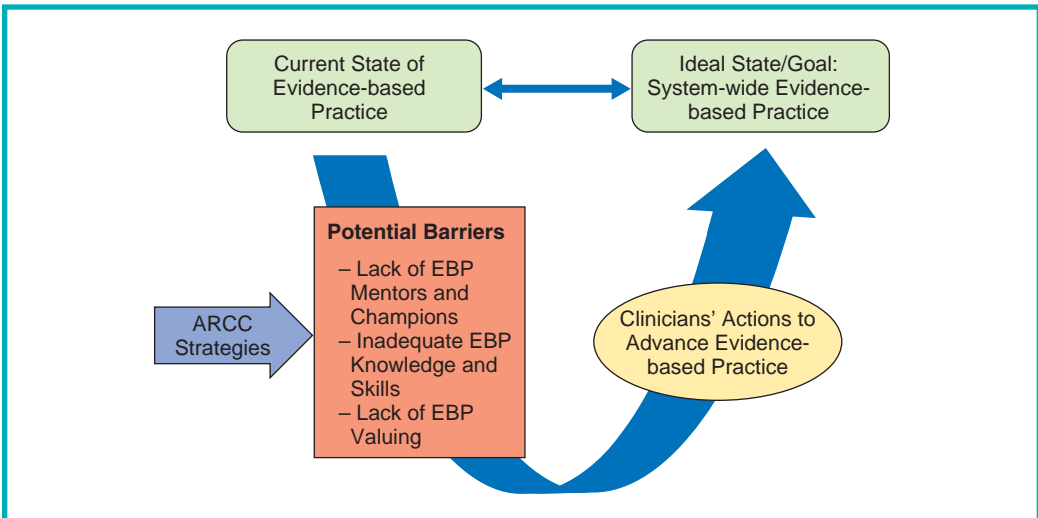 Current State of
Evidence-based
Practice
Ideal State/Goal:
System-wide Evidence-
based Practice
Potential Barriers
– Lack of EBP
Mentors and
Champions
– Inadequate EBP
Knowledge and
Skills
– Lack of EBP
Valuing
ARCC
Strategies
Clinicians’ Actions to
Advance Evidence-
based Practice